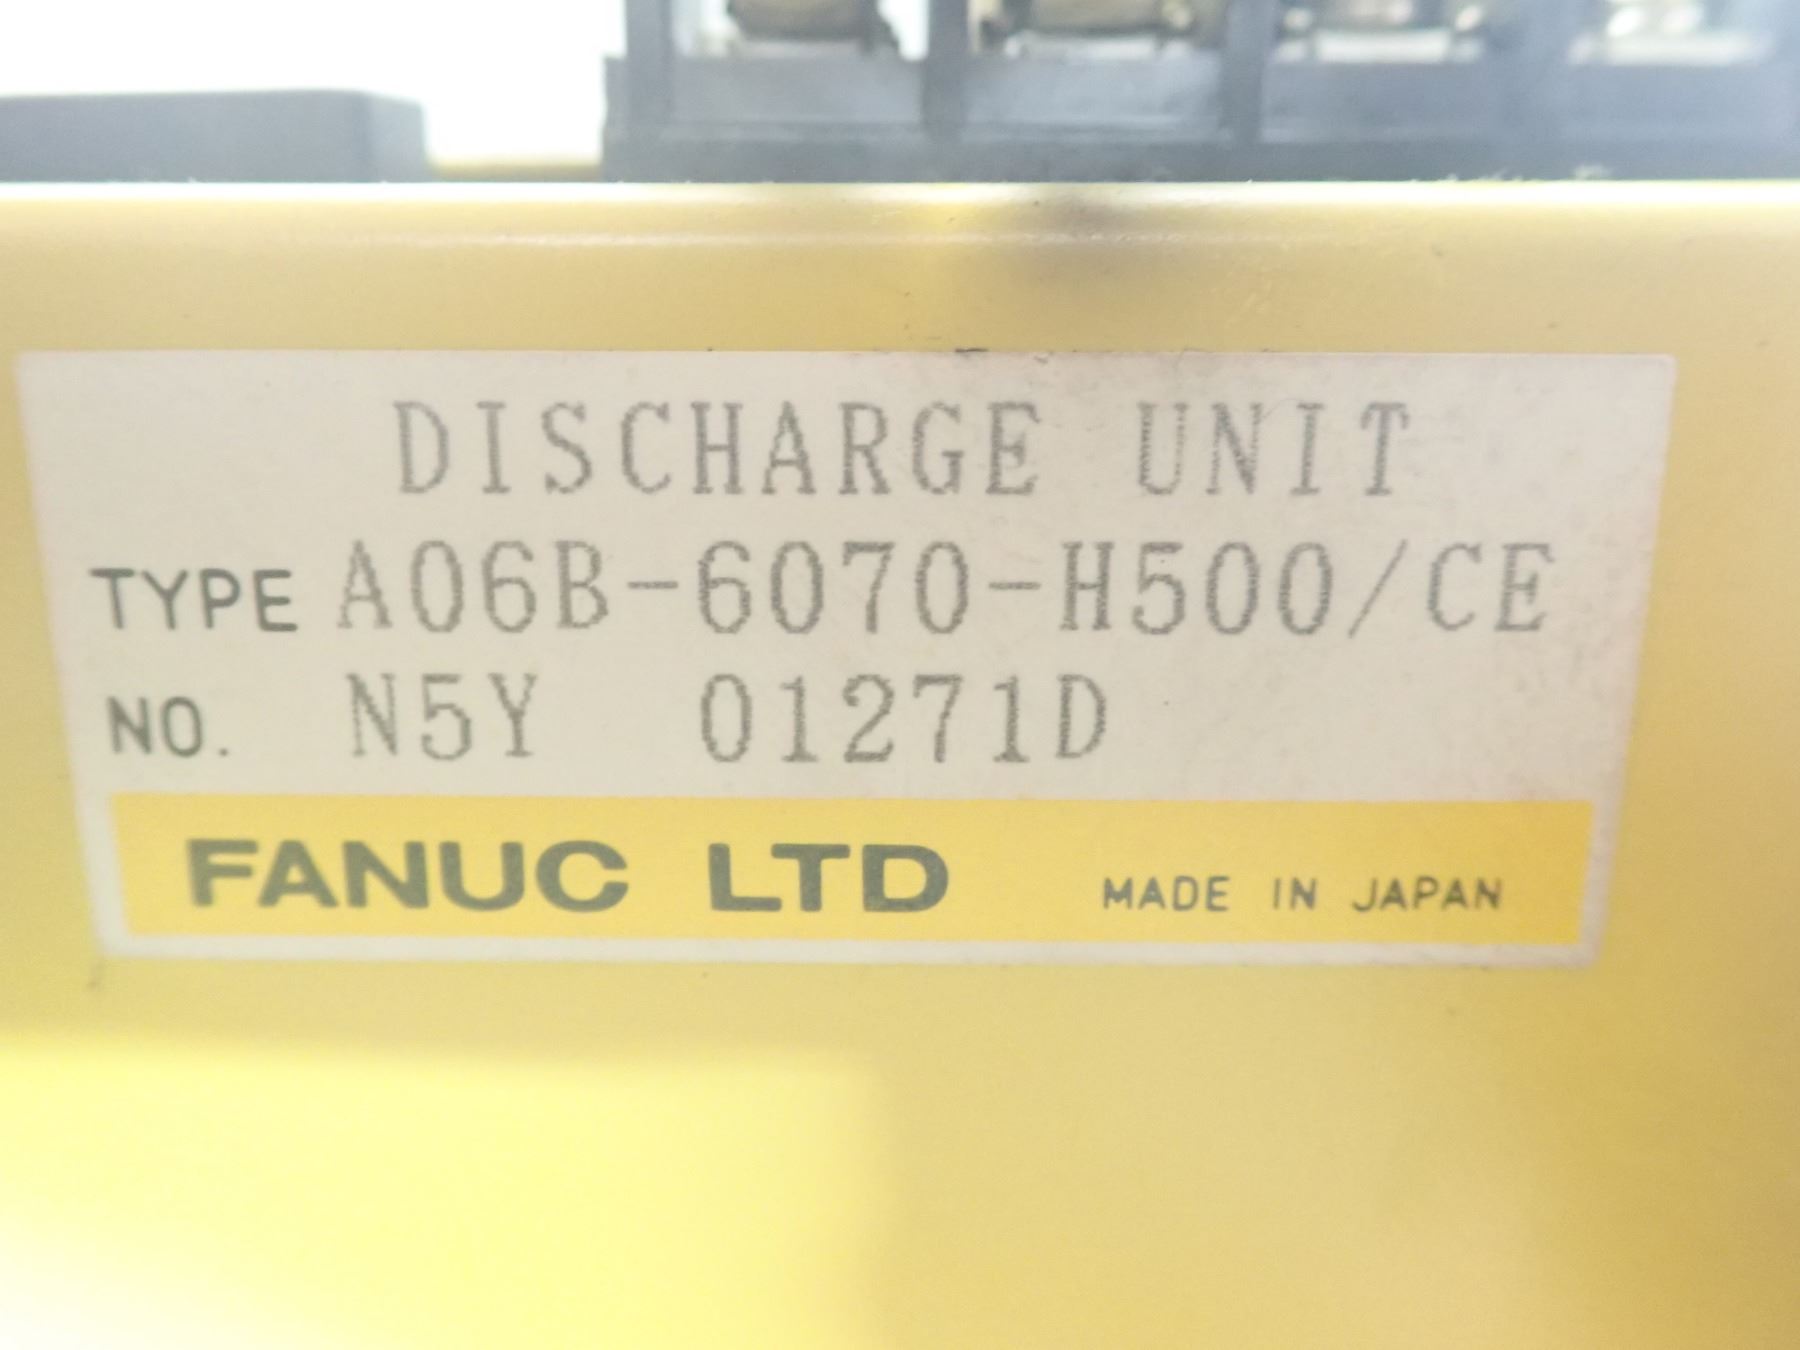 DISCHARGE UNIT
TYPE A06B-6070-H500/CE
NO. N5Y 01271D
FANUC LTD MADE IN JAPAN